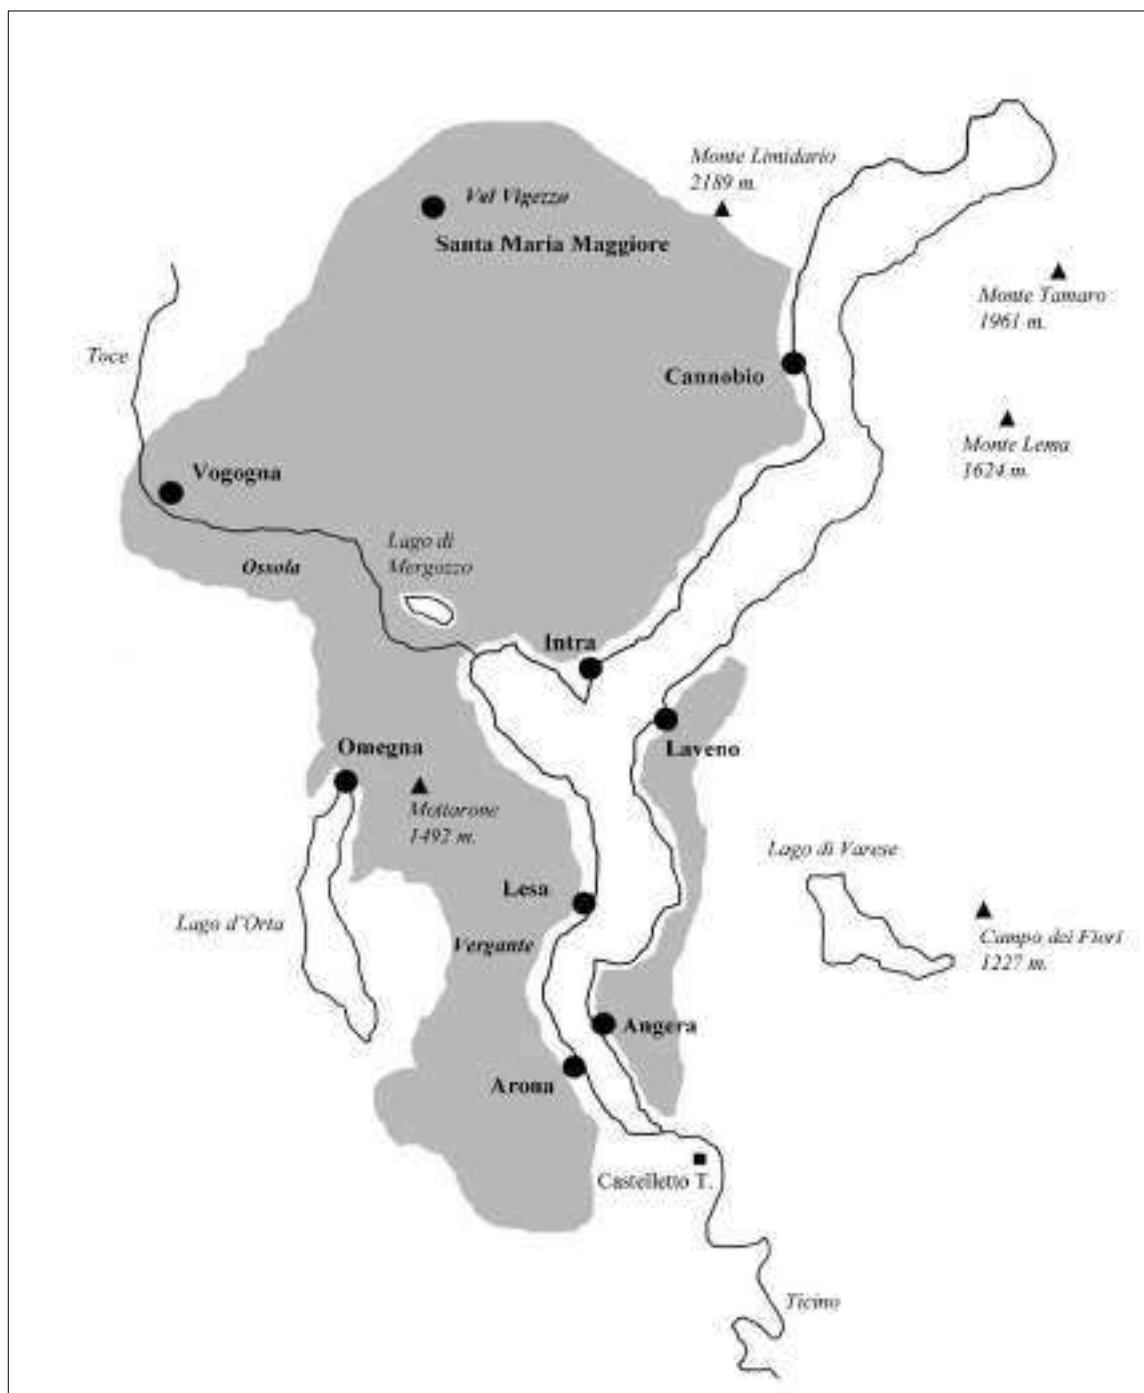 Monte Limidario
2189 m.
Val Vigezzo
Santa Maria Maggiore
Monte Tamaro
1961 m.
Toce
Cannobio
Monte Lema
1624 m.
Vogogna
Lago di
Mergozzo
Ossola
Intra
Laveno
Omegna
Mottarone
1492 m.
Lago di Varese
Lesa
Lago d'Orta
Vergante
Campo dei Fiori
1227 m.
Angera
Arona
Castelletto T.
Ticino